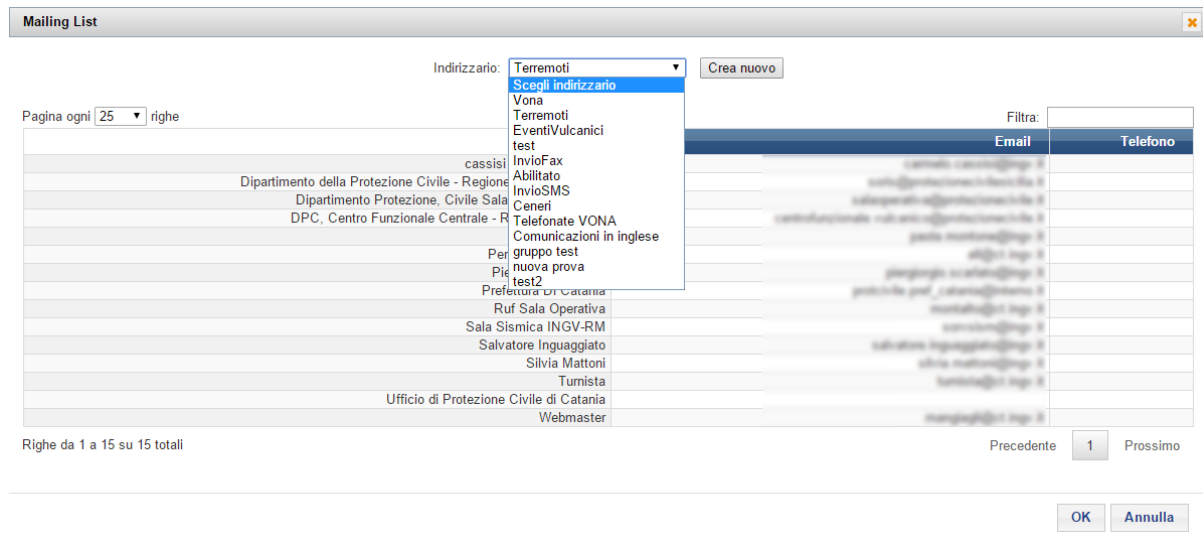 Mailing List
Indirizzario: Terremoti Crea nuovo
Scegli indirizzario
Vona
Terremoti
EventiVulcanici
test
InvioFax
Abilitato
InvioSMS
Ceneri
Telefonate VONA
Comunicazioni in inglese
gruppo test
nuova prova
test2
Pagina ogni 25 righe
Filtra:
Email Telefono
cassisi
Dipartimento della Protezione Civile - Regione
Dipartimento Protezione, Civile Sala
DPC, Centro Funzionale Centrale - R
Per
Pie
Prefettura Di Catania
Ruf Sala Operativa
Sala Sismica INGV-RM
Salvatore Inguaggiato
Silvia Mattoni
Turnista
Ufficio di Protezione Civile di Catania
Webmaster
Righe da 1 a 15 su 15 totali
Precedente 1 Prossimo
OK Annulla